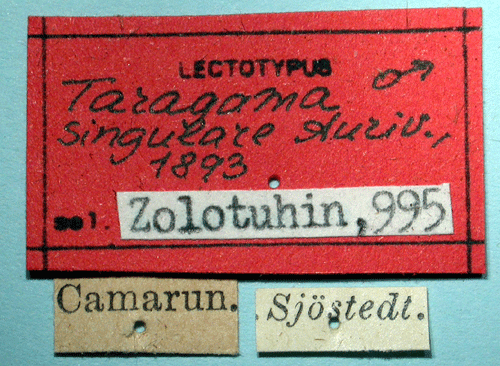 LECTOTYPUS
Taragama ♂
singulare Auriv.,
1893
sel. Zolotuhin, 995
Camarun.
Sjöstedt.